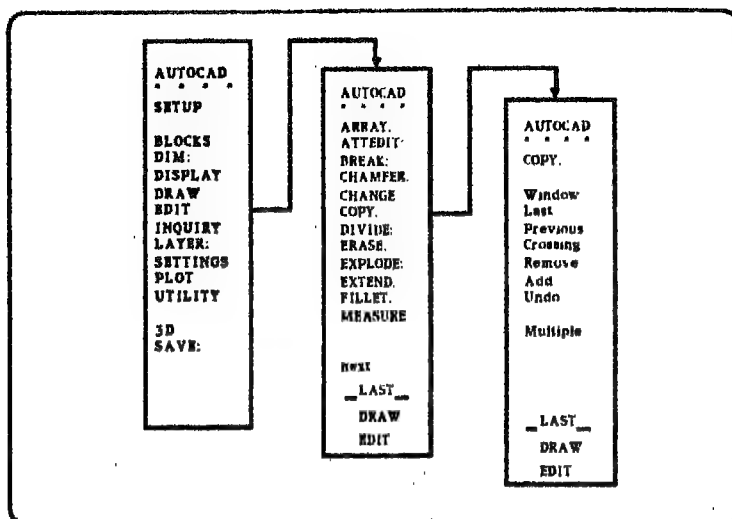 AUTOCAD
* * * *
SETUP
BLOCKS
DIM:
DISPLAY
DRAW
EDIT
INQUIRY
LAYER:
SETTINGS
PLOT
UTILITY
3D
SAVE:
AUTOCAD
* * * *
ARRAY.
ATTEDIT:
BREAK:
CHAMFER.
CHANGE
COPY.
DIVIDE:
ERASE.
EXPLODE:
EXTEND.
FILLET.
MEASURE
next
_LAST_
DRAW
EDIT
AUTOCAD
* * * *
COPY.
Window
Last
Previous
Crossing
Remove
Add
Undo
Multiple
_LAST_
DRAW
EDIT